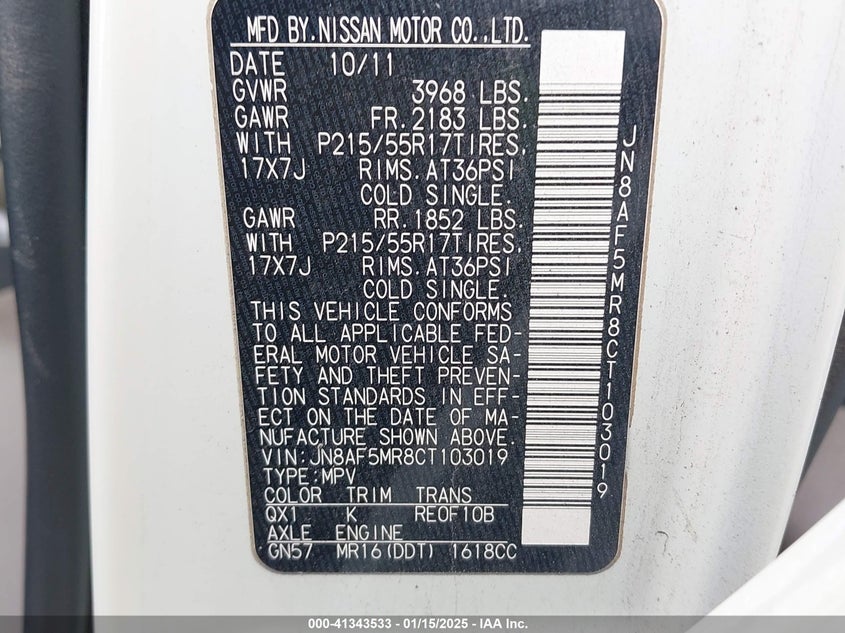 MFD BY. NISSAN MOTOR CO., LTD.
DATE 10/11
GVWR 3968 LBS.
GAWR FR. 2183 LBS.
WITH P215/55R17TIRES,
17X7J RIMS. AT36PSI
COLD SINGLE.
GAWR RR. 1852 LBS.
WITH P215/55R17TIRES,
17X7J RIMS. AT36PSI
COLD SINGLE.
THIS VEHICLE CONFORMS
TO ALL APPLICABLE FED-
ERAL MOTOR VEHICLE SA-
FETY AND THEFT PREVEN-
TION STANDARDS IN EFF-
ECT ON THE DATE OF MA-
NUFACTURE SHOWN ABOVE.
VIN:JN8AF5MR8CT103019
TYPE:MPV
COLOR TRIM TRANS
QX1 K RE0F10B
AXLE ENGINE
GN57 MR16(DDT) 1618CC
JN8AF5MR8CT103019
000-41343533 - 01/15/2025 - IAA Inc.